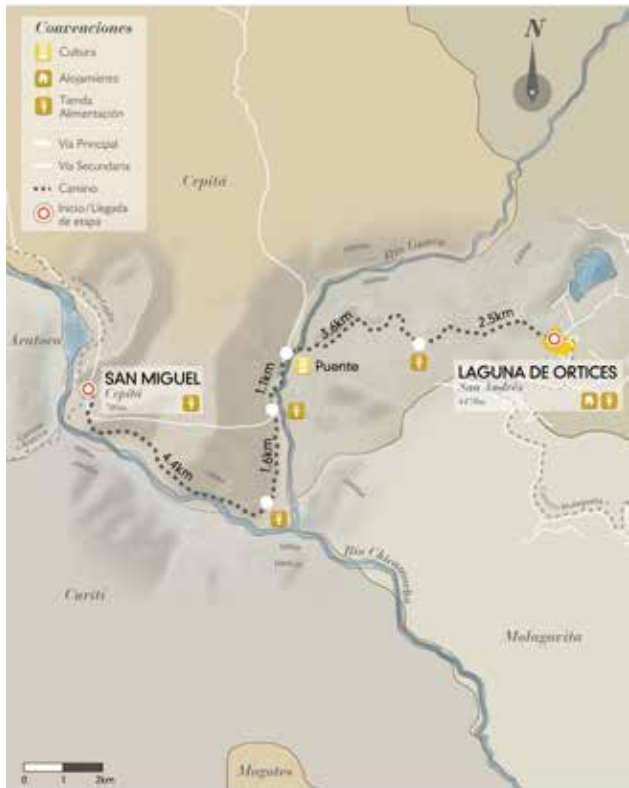 Convenciones
Cultura
Alojamiento
Tienda
Alimentación
Vía Principal
Vía Secundaria
Camino
Inicio/Llegada
de etapa
N
Cepitá
Río Guaca
Aratoca
3.6km
2.5km
1.1km
Puente
SAN MIGUEL
Cepitá
LAGUNA DE ORTICES
San Andrés
4.4km
1.6km
Río Chicamocha
Curití
Molagavita
Mogotes
0 1 2km